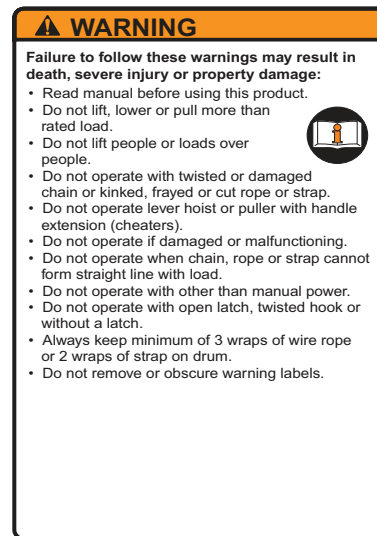 WARNING
Failure to follow these warnings may result in
death, severe injury or property damage:
• Read manual before using this product.
• Do not lift, lower or pull more than
rated load.
• Do not lift people or loads over
people.
• Do not operate with twisted or damaged
chain or kinked, frayed or cut rope or strap.
• Do not operate lever hoist or puller with handle
extension (cheaters).
• Do not operate if damaged or malfunctioning.
• Do not operate when chain, rope or strap cannot
form straight line with load.
• Do not operate with other than manual power.
• Do not operate with open latch, twisted hook or
without a latch.
• Always keep minimum of 3 wraps of wire rope
or 2 wraps of strap on drum.
• Do not remove or obscure warning labels.